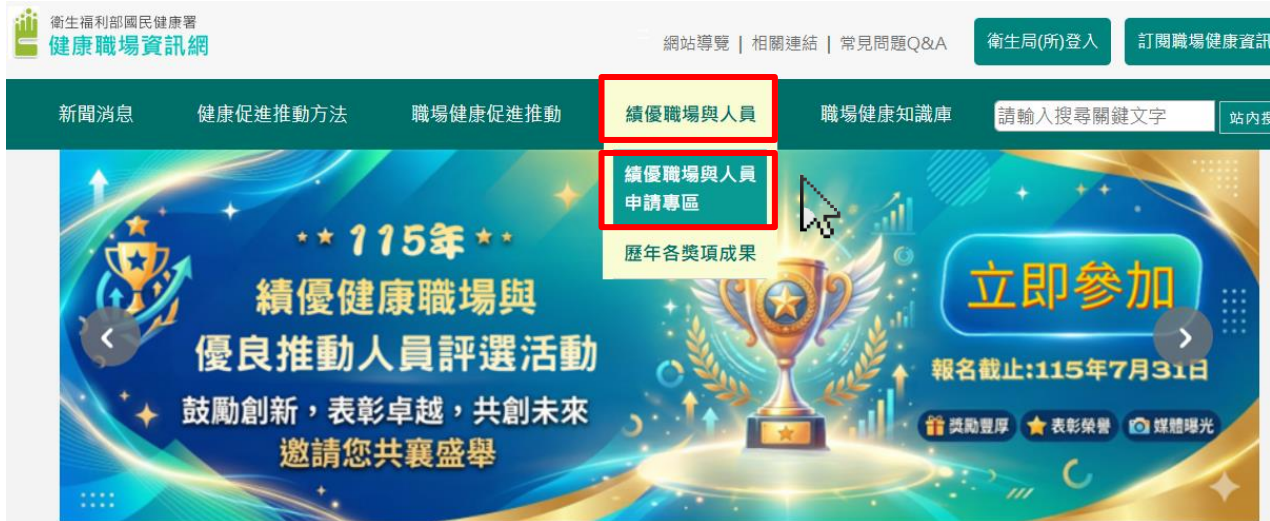 衛生福利部國民健康署
健康職場資訊網
網站導覽 | 相關連結 | 常見問題Q&A
衛生局(所)登入
訂閱職場健康資訊
新聞消息
健康促進推動方法
職場健康促進推動
績優職場與人員
職場健康知識庫
請輸入搜尋關鍵文字
站內搜
績優職場與人員
申請專區
歷年各獎項成果
115年
績優健康職場與
優良推動人員評選活動
鼓勵創新,表彰卓越,共創未來
邀請您共襄盛舉
立即參加
報名截止:115年7月31日
獎勵豐厚
表彰榮譽
媒體曝光